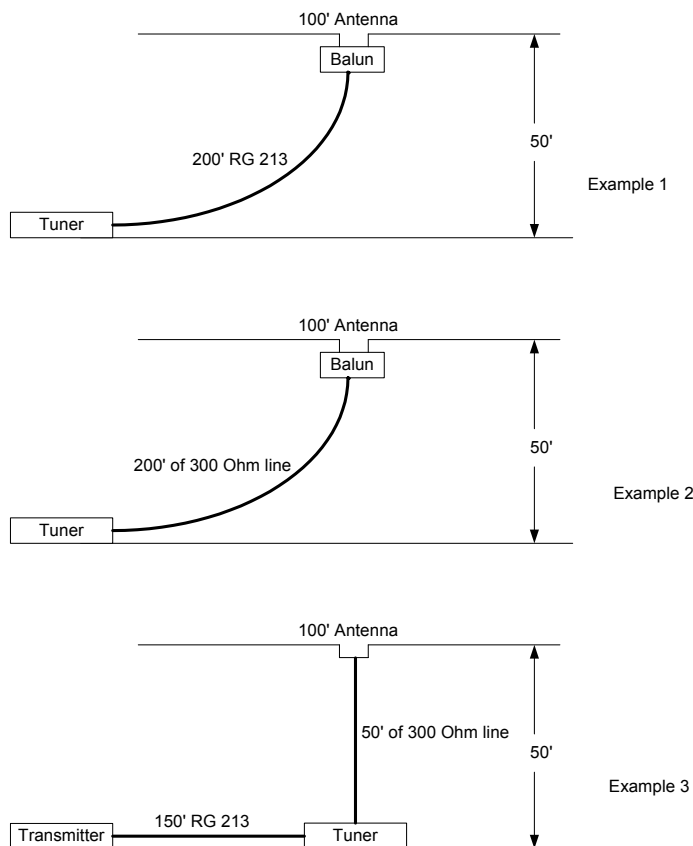 100' Antenna
Balun
50'
200' RG 213
Example 1
Tuner
100' Antenna
Balun
50'
200' of 300 Ohm line
Example 2
Tuner
100' Antenna
50' of 300 Ohm line
50'
Example 3
150' RG 213
Transmitter
Tuner